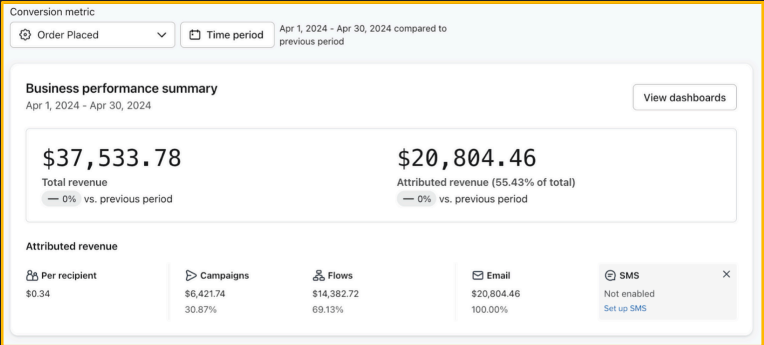 Conversion metric
Order Placed
Time period
Apr 1, 2024 - Apr 30, 2024 compared to
previous period
Business performance summary
Apr 1, 2024 - Apr 30, 2024
View dashboards
$37,533.78
Total revenue
— 0% vs. previous period
$20,804.46
Attributed revenue (55.43% of total)
— 0% vs. previous period
Attributed revenue
Per recipient
$0.34
Campaigns
$6,421.74
30.87%
Flows
$14,382.72
69.13%
Email
$20,804.46
100.00%
SMS
Not enabled
Set up SMS